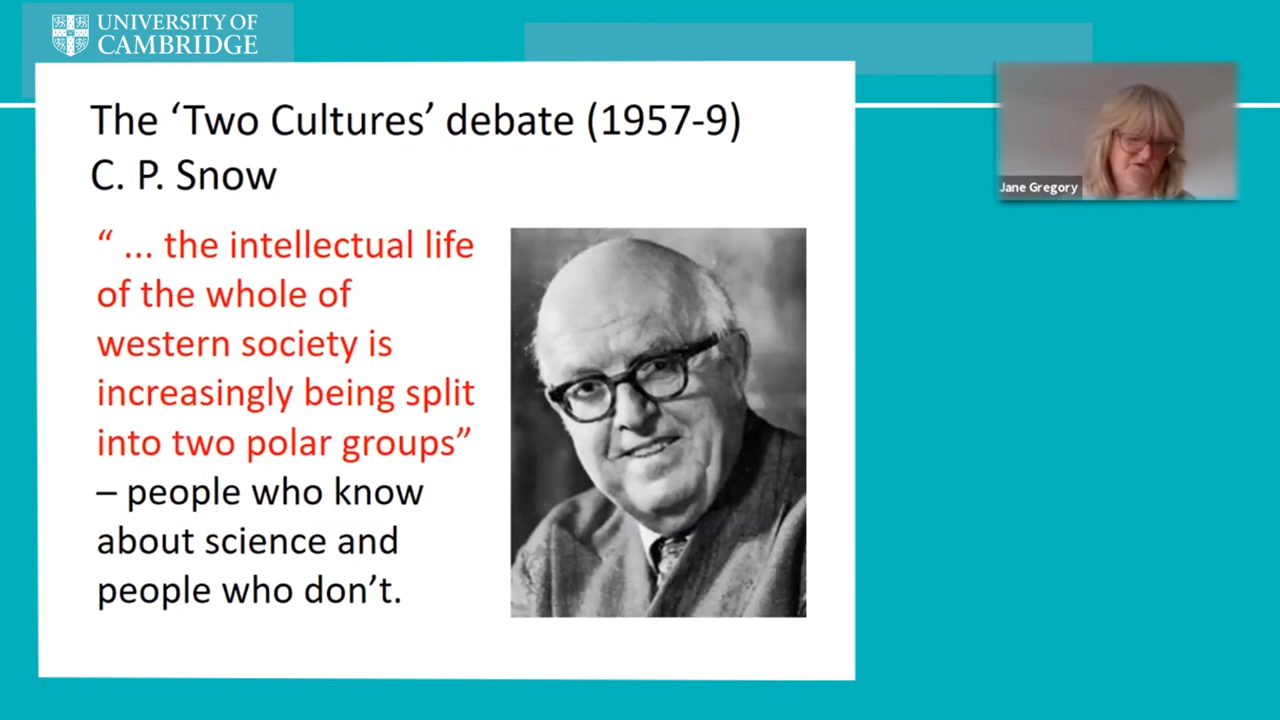 UNIVERSITY OF
CAMBRIDGE
The ‘Two Cultures’ debate (1957-9)
C. P. Snow
“ ... the intellectual life
of the whole of
western society is
increasingly being split
into two polar groups”
– people who know
about science and
people who don’t.
Jane Gregory